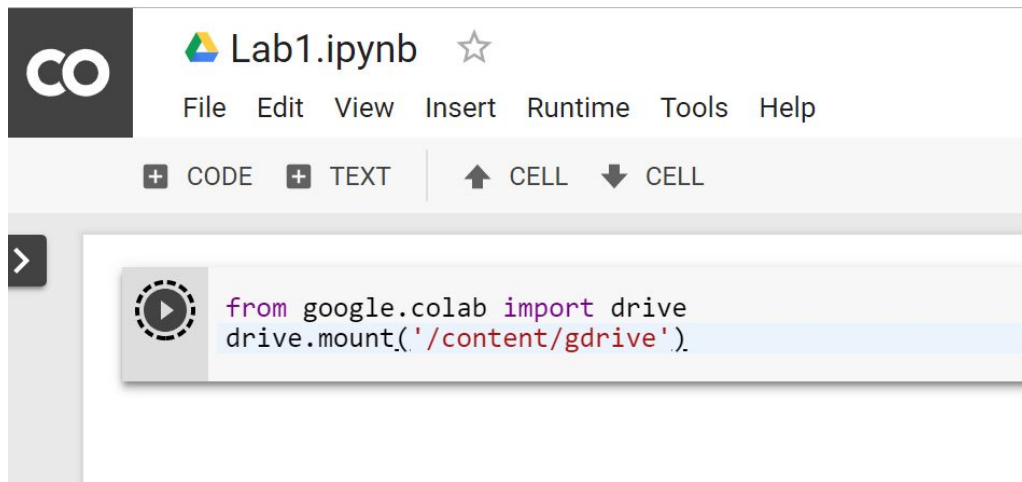 CO
Lab1.ipynb
File Edit View Insert Runtime Tools Help
CODE TEXT CELL CELL
from google.colab import drive
drive.mount('/content/gdrive')